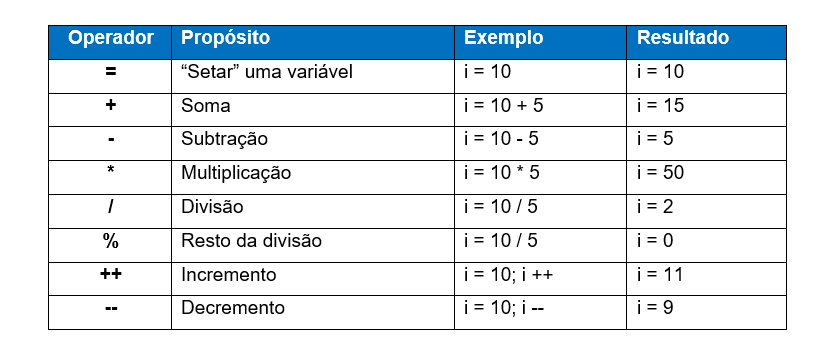 Operador Propósito Exemplo Resultado
= “Setar” uma variável i = 10 i = 10
+ Soma i = 10 + 5 i = 15
- Subtração i = 10 - 5 i = 5
* Multiplicação i = 10 * 5 i = 50
/ Divisão i = 10 / 5 i = 2
% Resto da divisão i = 10 / 5 i = 0
++ Incremento i = 10; i ++ i = 11
-- Decremento i = 10; i -- i = 9